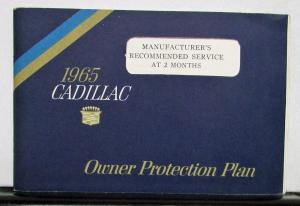 MANUFACTURER'S
RECOMMENDED SERVICE
AT 2 MONTHS
1965
CADILLAC
Owner Protection Plan